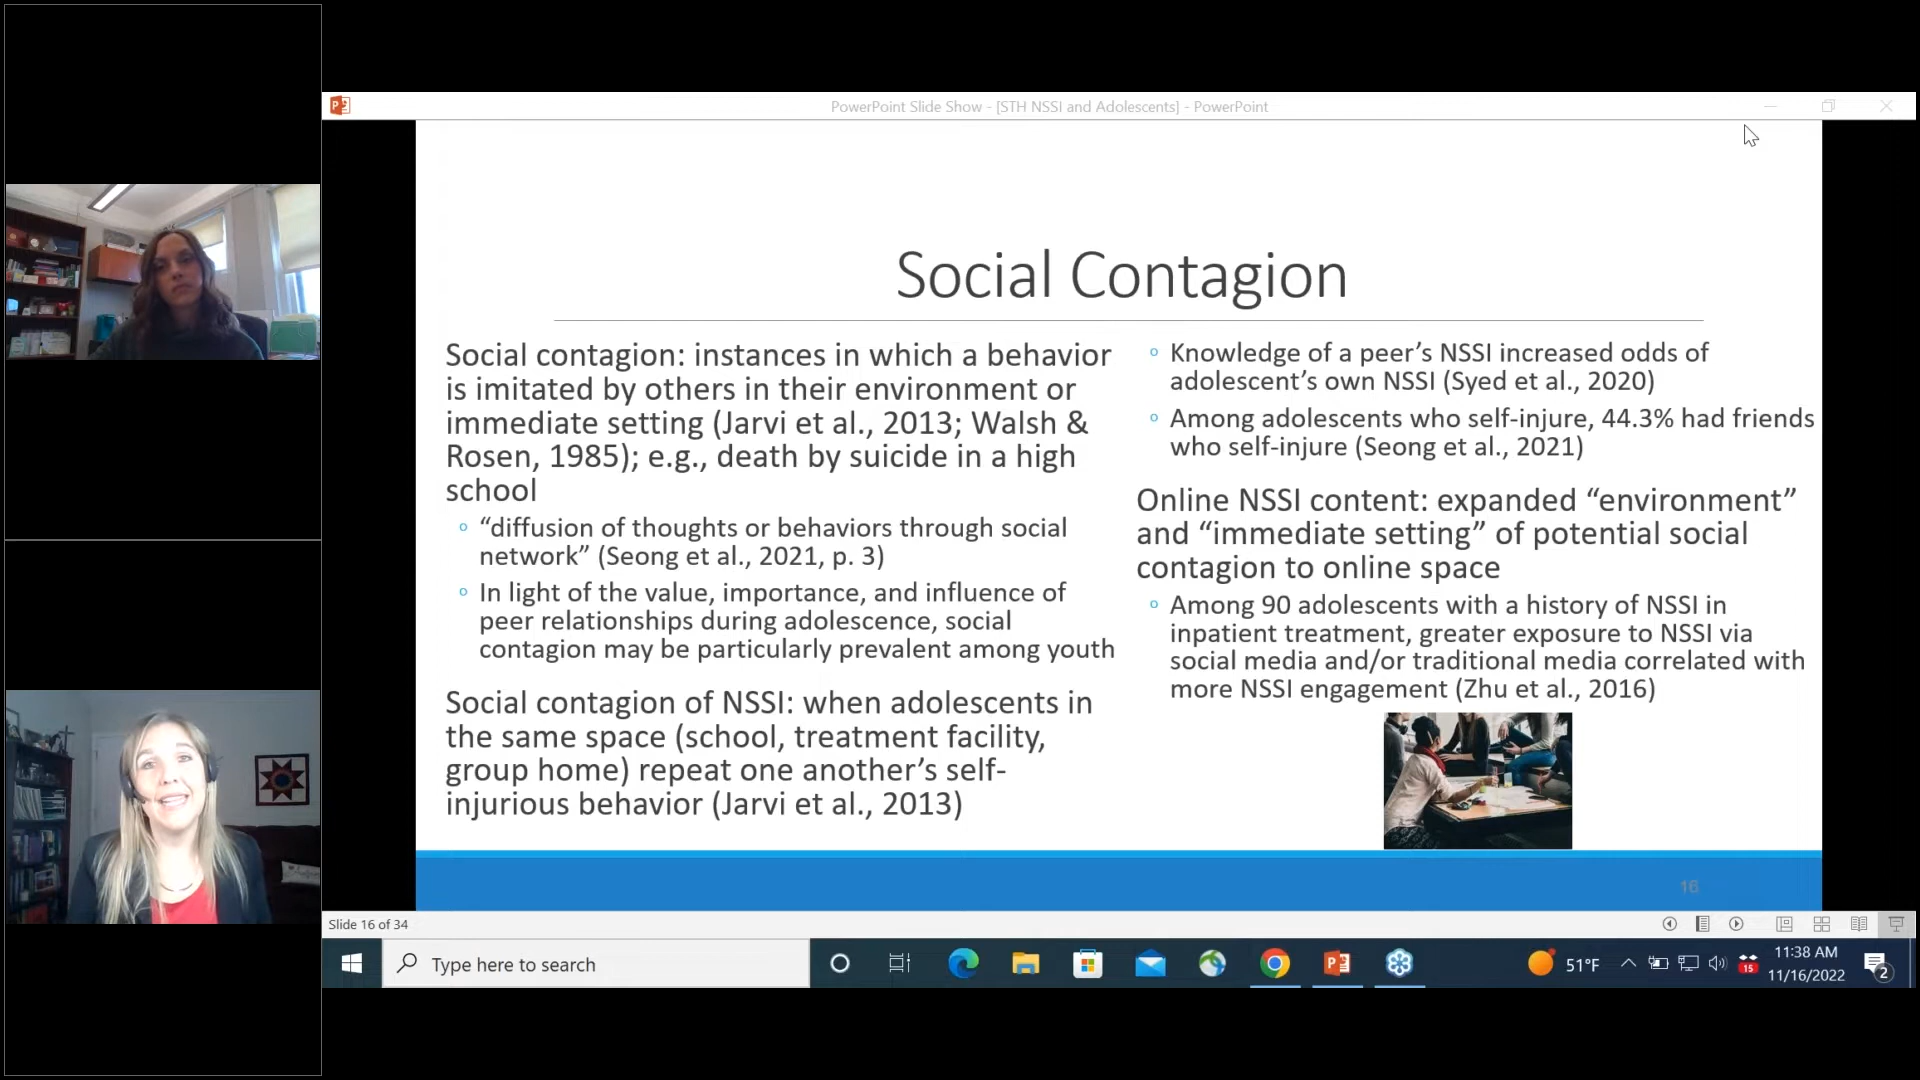 PowerPoint Slide Show - [STH NSSI and Adolescents] - PowerPoint
Social Contagion
Social contagion: instances in which a behavior
is imitated by others in their environment or
immediate setting (Jarvi et al., 2013; Walsh &
Rosen, 1985); e.g., death by suicide in a high
school
“diffusion of thoughts or behaviors through social
network” (Seong et al., 2021, p. 3)
In light of the value, importance, and influence of
peer relationships during adolescence, social
contagion may be particularly prevalent among youth
Social contagion of NSSI: when adolescents in
the same space (school, treatment facility,
group home) repeat one another’s self-
injurious behavior (Jarvi et al., 2013)
Knowledge of a peer’s NSSI increased odds of
adolescent’s own NSSI (Syed et al., 2020)
Among adolescents who self-injure, 44.3% had friends
who self-injure (Seong et al., 2021)
Online NSSI content: expanded “environment”
and “immediate setting” of potential social
contagion to online space
Among 90 adolescents with a history of NSSI in
inpatient treatment, greater exposure to NSSI via
social media and/or traditional media correlated with
more NSSI engagement (Zhu et al., 2016)
16
Slide 16 of 34
Type here to search
51°F
15
11:38 AM
11/16/2022
2